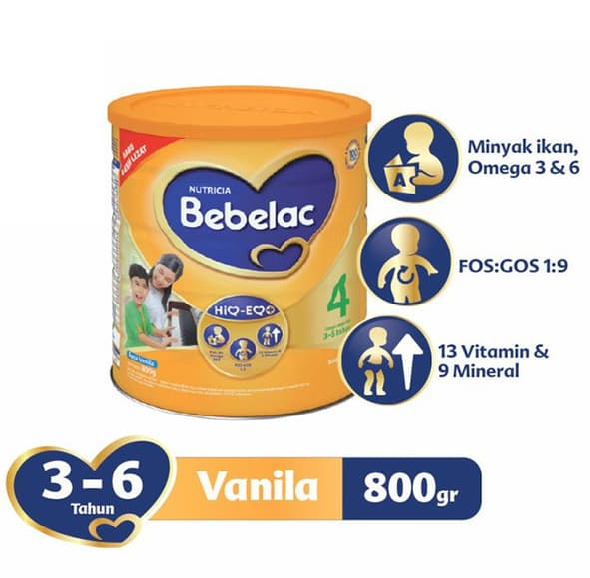 NUTRICIA
Bebelac
HiQ-EQ+
4
Minyak ikan,
Omega 3 & 6
FOS:GOS 1:9
13 Vitamin &
9 Mineral
3-6
Tahun
Vanila
800gr